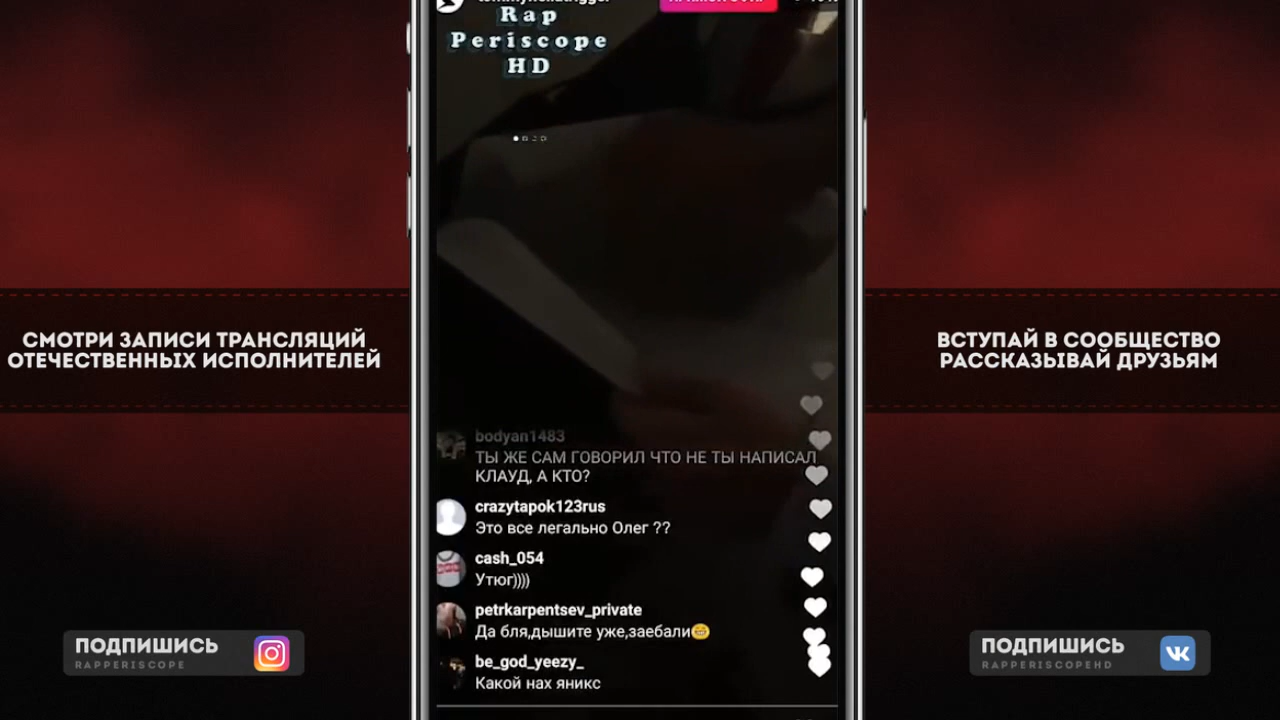 Rap
Periscope
HD
СМОТРИ ЗАПИСИ ТРАНСЛЯЦИЙ
ОТЕЧЕСТВЕННЫХ ИСПОЛНИТЕЛЕЙ
ВСТУПАЙ В СООБЩЕСТВО
РАССКАЗЫВАЙ ДРУЗЬЯМ
bodyan1483
ТЫ ЖЕ САМ ГОВОРИЛ ЧТО НЕ ТЫ НАПИСАЛ
КЛАУД, А КТО?
crazytapok123rus
Это все легально Олег ??
cash_054
Утюг))))
petrkarpentsev_private
Да бля,дышите уже,заебали😁
be_god_yeezy_
Какой нах яникс
ПОДПИШИСЬ
RAPPERISCOPE
ПОДПИШИСЬ
RAPPERISCOPEHD